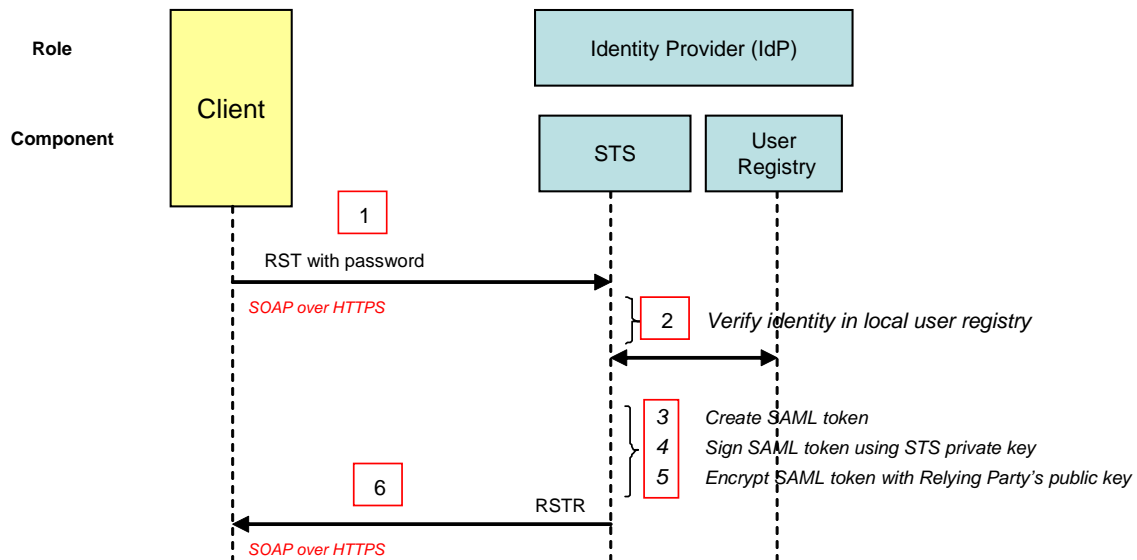 Role
Identity Provider (IdP)
Client
Component
STS
User
Registry
1
RST with password
SOAP over HTTPS
2 Verify identity in local user registry
3 Create SAML token
4 Sign SAML token using STS private key
5 Encrypt SAML token with Relying Party's public key
6
RSTR
SOAP over HTTPS